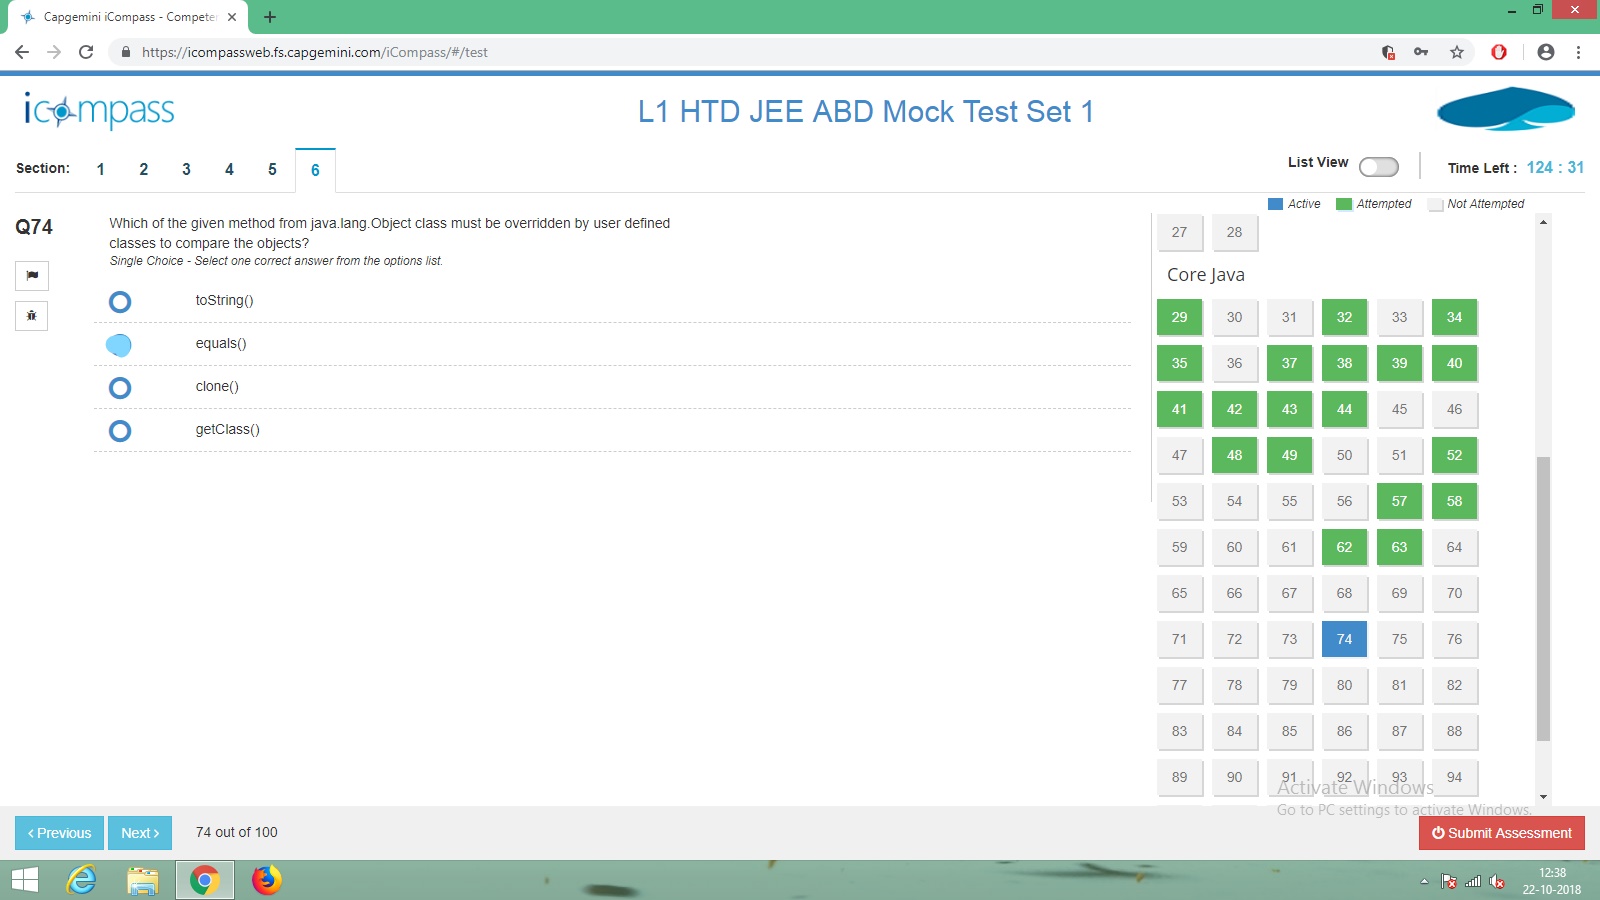 Capgemini iCompass - Competen
https://icompassweb.fs.capgemini.com/iCompass/#/test
icompass
L1 HTD JEE ABD Mock Test Set 1
Section: 1 2 3 4 5 6
List View
Time Left : 124 : 31
Active Attempted Not Attempted
Q74
Which of the given method from java.lang.Object class must be overridden by user defined
classes to compare the objects?
Single Choice - Select one correct answer from the options list.
toString()
equals()
clone()
getClass()
27 28
Core Java
29 30 31 32 33 34
35 36 37 38 39 40
41 42 43 44 45 46
47 48 49 50 51 52
53 54 55 56 57 58
59 60 61 62 63 64
65 66 67 68 69 70
71 72 73 74 75 76
77 78 79 80 81 82
83 84 85 86 87 88
89 90 91 92 93 94
Activate Windows
Go to PC settings to activate Windows.
Previous Next 74 out of 100
Submit Assessment
12:38
22-10-2018